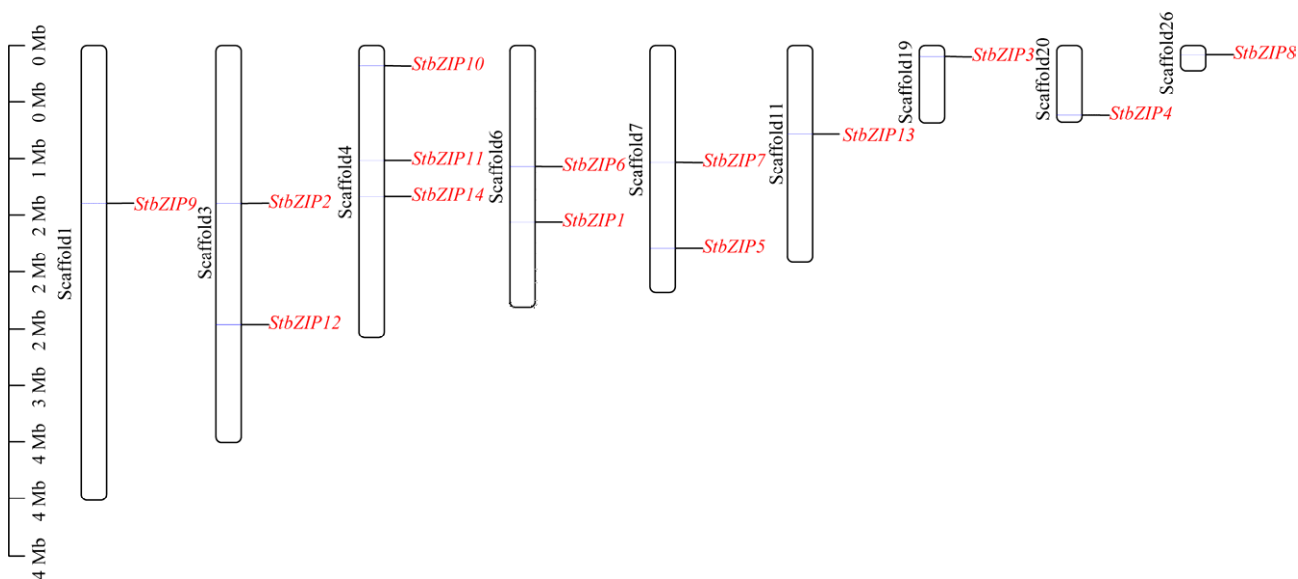 0 Mb
0 Mb
1 Mb
2 Mb
2 Mb
2 Mb
3 Mb
4 Mb
4 Mb
4 Mb
Scaffold1
StbZIP9
Scaffold3
StbZIP2
StbZIP12
Scaffold4
StbZIP10
StbZIP11
StbZIP14
Scaffold6
StbZIP6
StbZIP1
Scaffold7
StbZIP7
StbZIP5
Scaffold11
StbZIP13
Scaffold19
StbZIP3
Scaffold20
StbZIP4
Scaffold26
StbZIP8